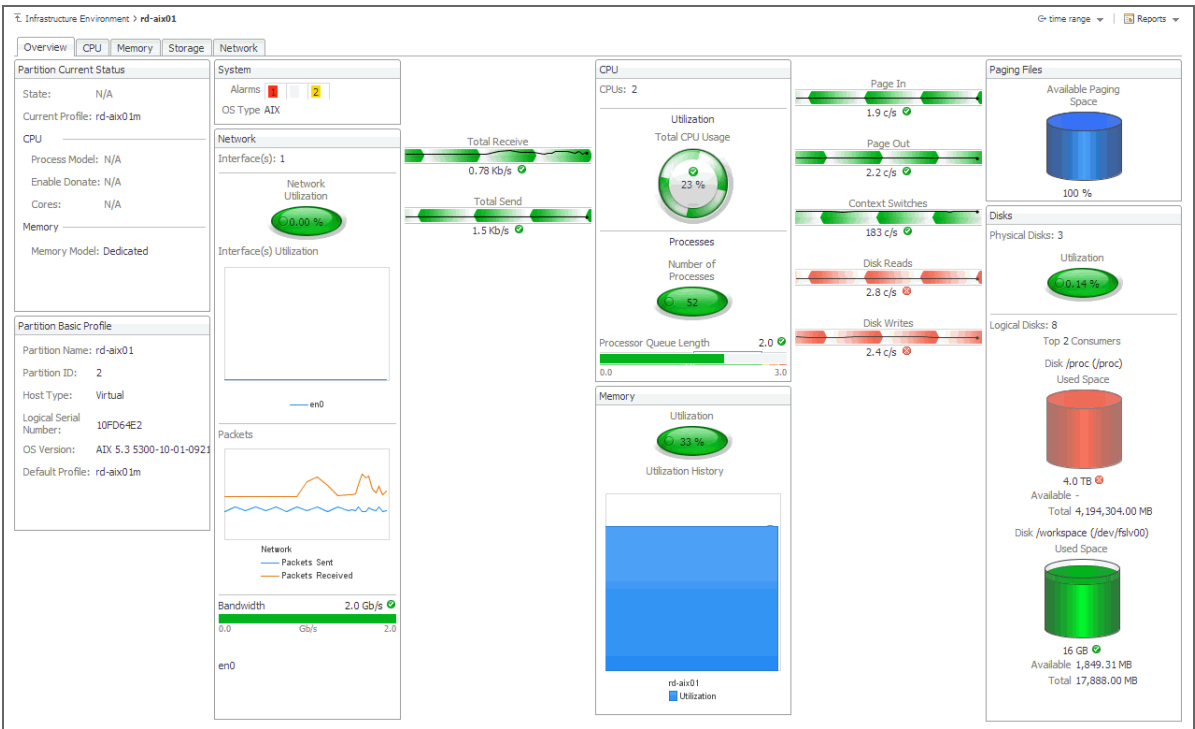 Infrastructure Environment > rd-aix01
time range
Reports
Overview
CPU
Memory
Storage
Network
Partition Current Status
State: N/A
Current Profile: rd-aix01m
CPU
Process Model: N/A
Enable Donate: N/A
Cores: N/A
Memory
Memory Model: Dedicated
Partition Basic Profile
Partition Name: rd-aix01
Partition ID: 2
Host Type: Virtual
Logical Serial
Number: 10FD64E2
OS Version: AIX 5.3 5300-10-01-0921
Default Profile: rd-aix01m
System
Alarms 1 2
OS Type AIX
Network
Interface(s): 1
Network
Utilization
0.00 %
Interface(s) Utilization
en0
Packets
Network
Packets Sent
Packets Received
Bandwidth 2.0 Gb/s
0.0 Gb/s 2.0
en0
Total Receive
0.78 Kb/s
Total Send
1.5 Kb/s
CPU
CPUs: 2
Utilization
Total CPU Usage
23 %
Processes
Number of
Processes
52
Processor Queue Length 2.0
0.0 3.0
Memory
Utilization
33 %
Utilization History
rd-aix01
Utilization
Page In
1.9 c/s
Page Out
2.2 c/s
Context Switches
183 c/s
Disk Reads
2.8 c/s
Disk Writes
2.4 c/s
Paging Files
Available Paging
Space
100 %
Disks
Physical Disks: 3
Utilization
0.14 %
Logical Disks: 8
Top 2 Consumers
Disk /proc (/proc)
Used Space
4.0 TB
Available -
Total 4,194,304.00 MB
Disk /workspace (/dev/fslv00)
Used Space
16 GB
Available 1,849.31 MB
Total 17,888.00 MB